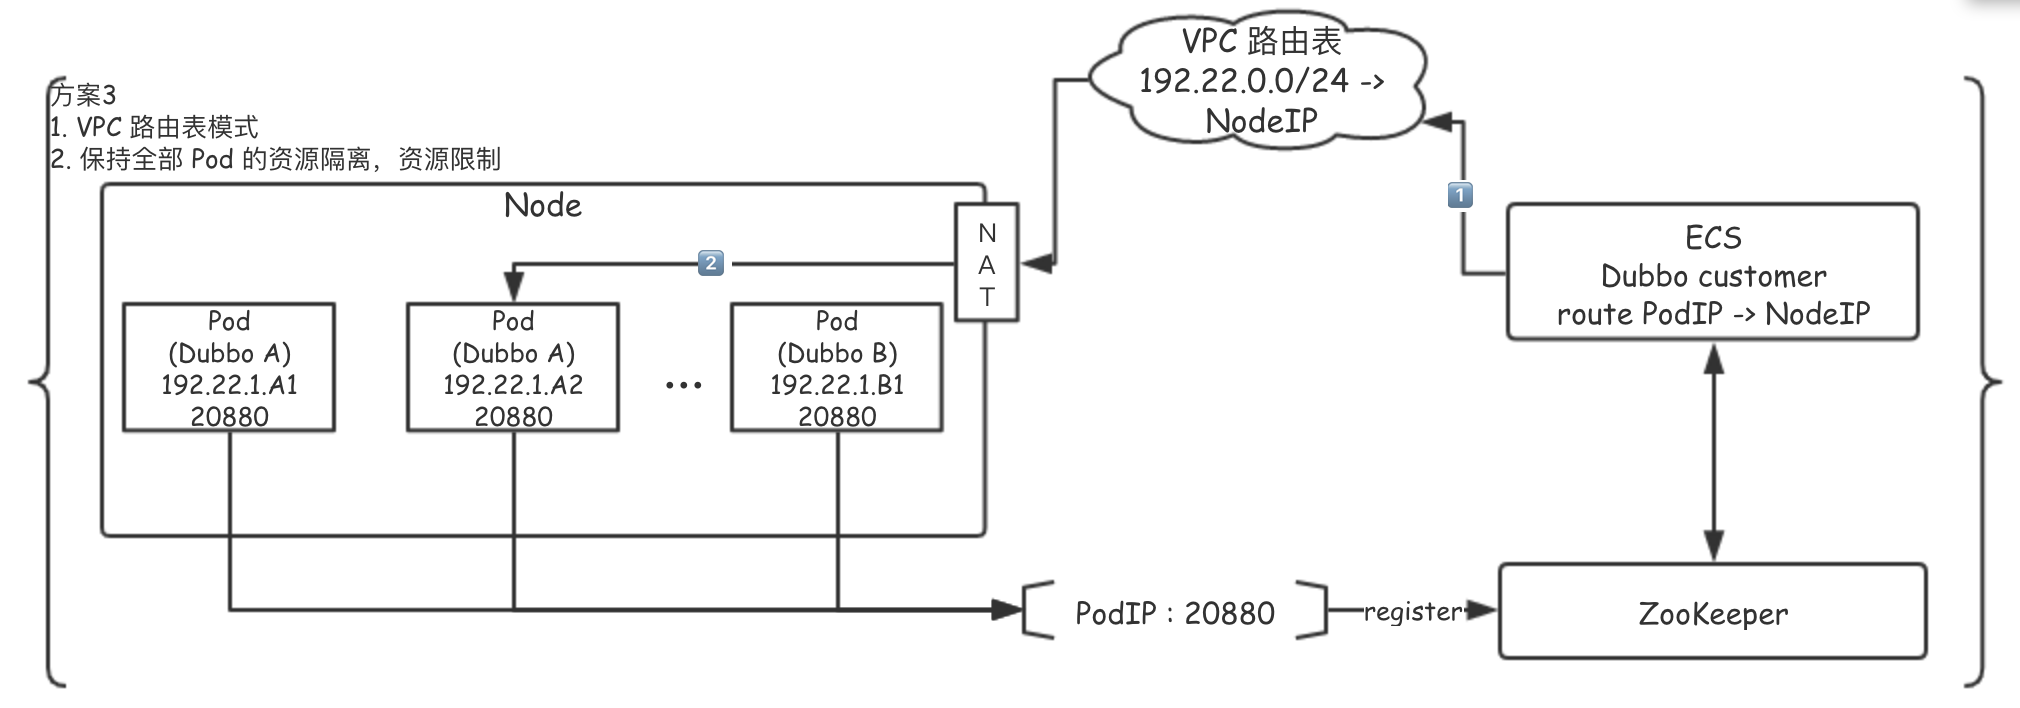 方案3
1. VPC 路由表模式
2. 保持全部 Pod 的资源隔离，资源限制
VPC 路由表
192.22.0.0/24 ->
NodeIP
1
Node
N
A
T
2
ECS
Dubbo customer
route PodIP -> NodeIP
Pod
(Dubbo A)
192.22.1.A1
20880
Pod
(Dubbo A)
192.22.1.A2
20880
...
Pod
(Dubbo B)
192.22.1.B1
20880
PodIP : 20880
register
ZooKeeper